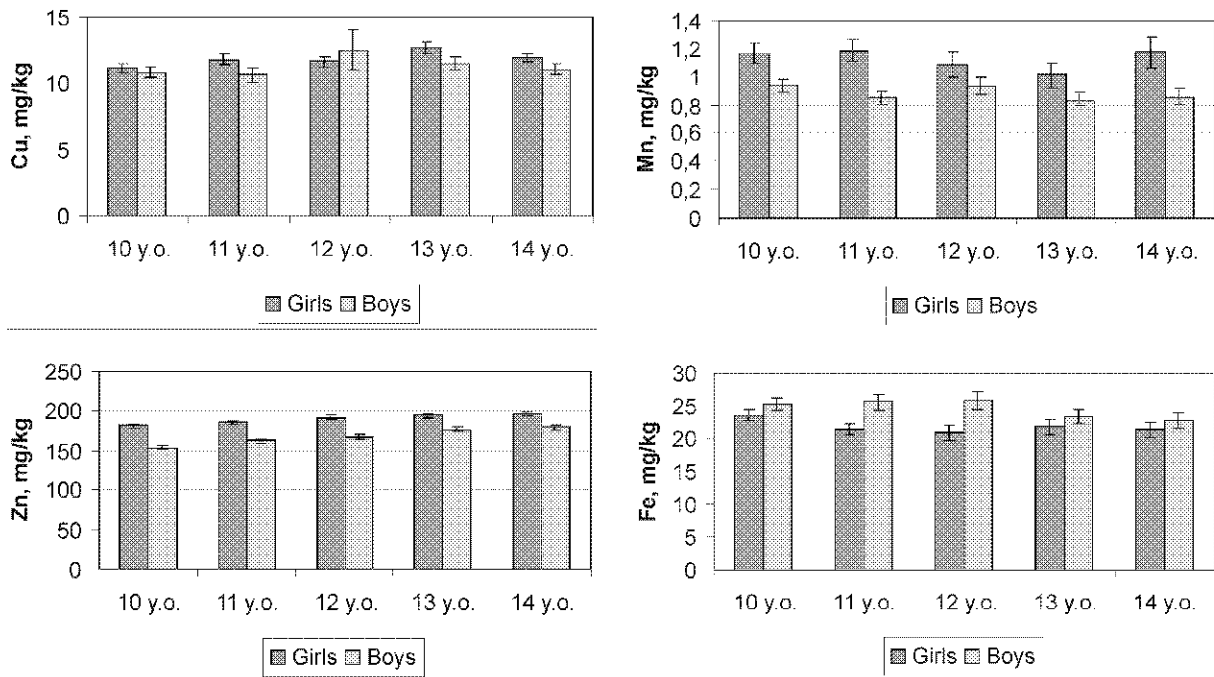 Cu, mg/kg
15
10
5
0
10 y.o. 11 y.o. 12 y.o. 13 y.o. 14 y.o.
Girls Boys
Mn, mg/kg
1,4
1,2
1
0,8
0,6
0,4
0,2
0
10 y.o. 11 y.o. 12 y.o. 13 y.o. 14 y.o.
Girls Boys
Zn, mg/kg
250
200
150
100
50
0
10 y.o. 11 y.o. 12 y.o. 13 y.o. 14 y.o.
Girls Boys
Fe, mg/kg
30
25
20
15
10
5
0
10 y.o. 11 y.o. 12 y.o. 13 y.o. 14 y.o.
Girls Boys